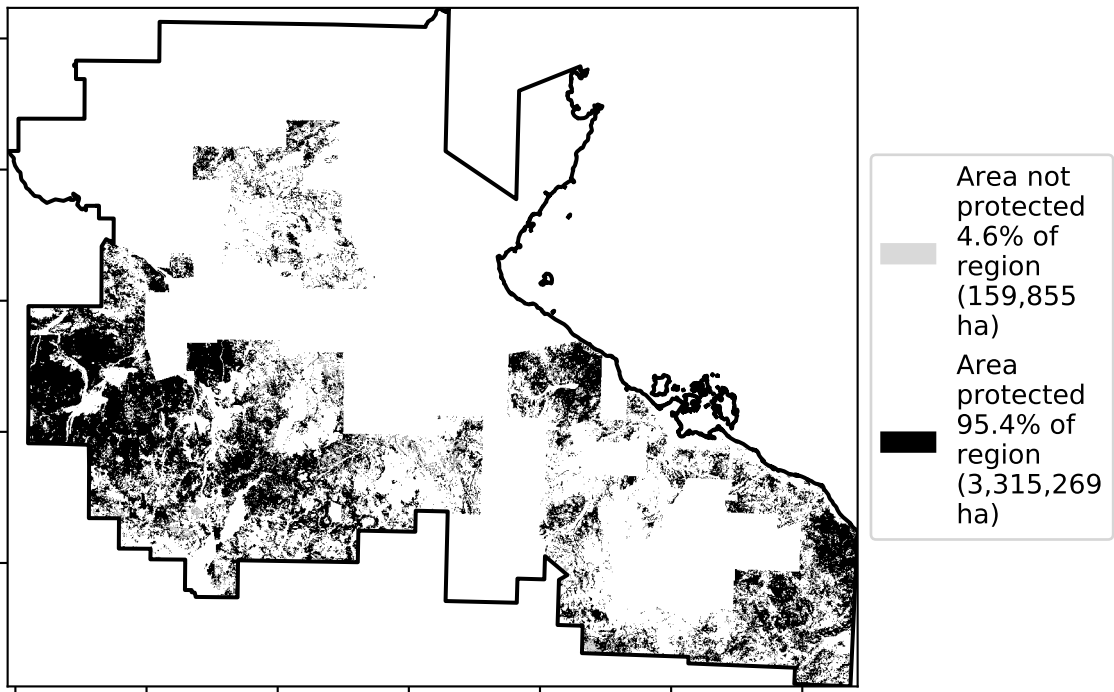 Area not
protected
4.6% of
region
(159,855
ha)
Area
protected
95.4% of
region
(3,315,269
ha)